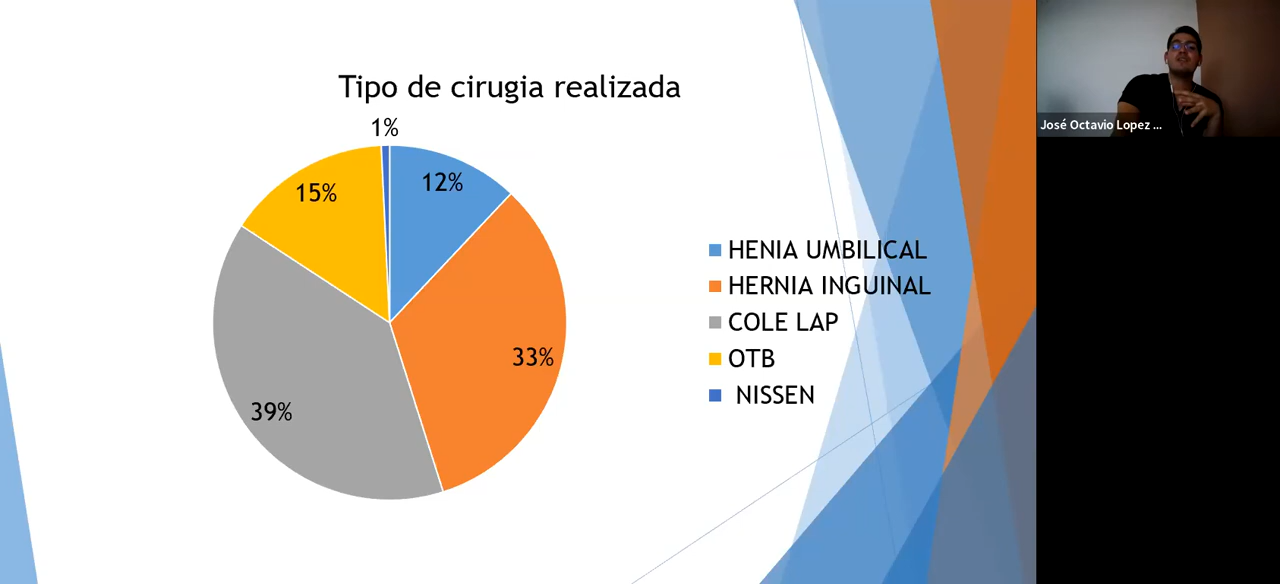 Tipo de cirugia realizada
1%
12%
15%
33%
39%
HENIA UMBILICAL
HERNIA INGUINAL
COLE LAP
OTB
NISSEN
José Octavio Lopez ...